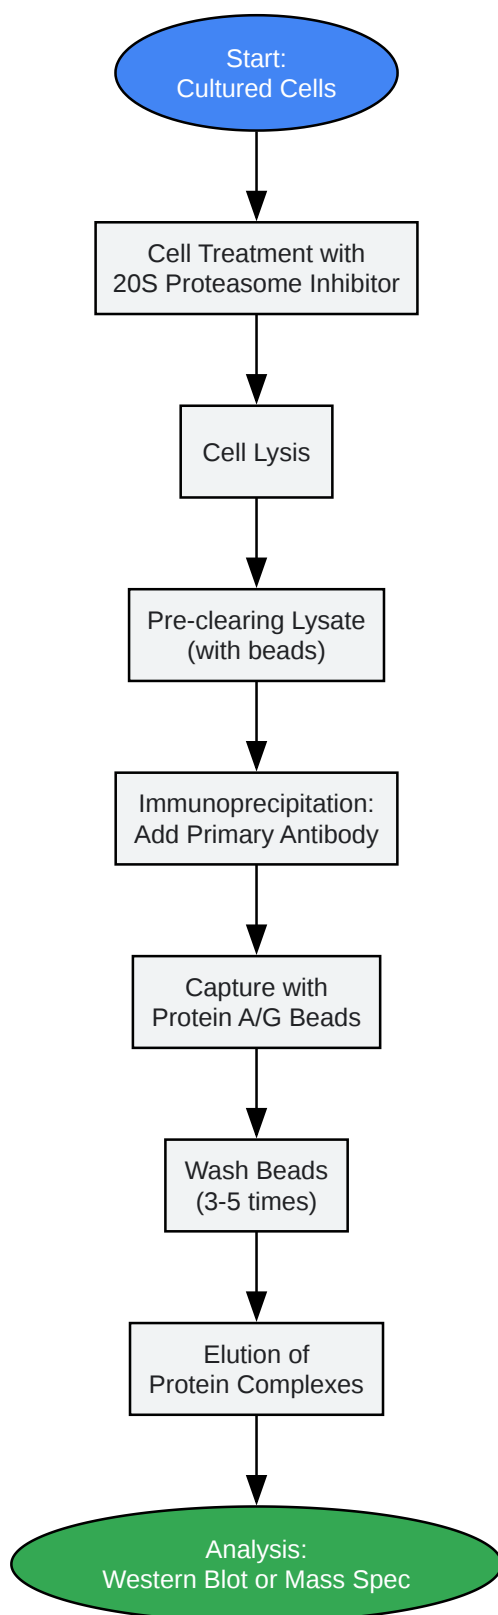 Start:
Cultured Cells
Cell Treatment with
20S Proteasome Inhibitor
Cell Lysis
Pre-clearing Lysate
(with beads)
Immunoprecipitation:
Add Primary Antibody
Capture with
Protein A/G Beads
Wash Beads
(3-5 times)
Elution of
Protein Complexes
Analysis:
Western Blot or Mass Spec